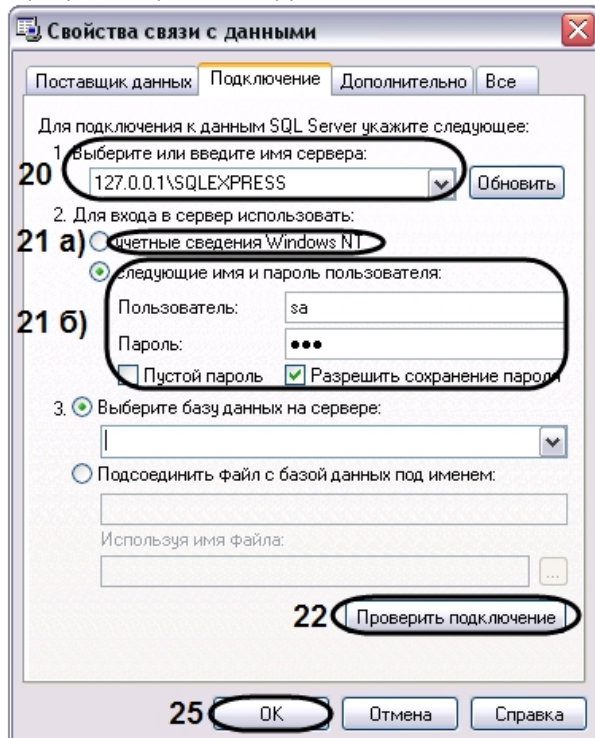 Свойства связи с данными
Поставщик данных Подключение Дополнительно Все
Для подключения к данным SQL Server укажите следующее:
1. Выберите или введите имя сервера:
20 127.0.0.1\SQLEXPRESS Обновить
2. Для входа в сервер использовать:
21 а) учетные сведения Windows NT
следующие имя и пароль пользователя:
21 б) Пользователь: sa
Пароль: •••
Пустой пароль Разрешить сохранение пароля
3. Выберите базу данных на сервере:
Подсоединить файл с базой данных под именем:
Используя имя файла:
...
22 Проверить подключение
25 ОК Отмена Справка